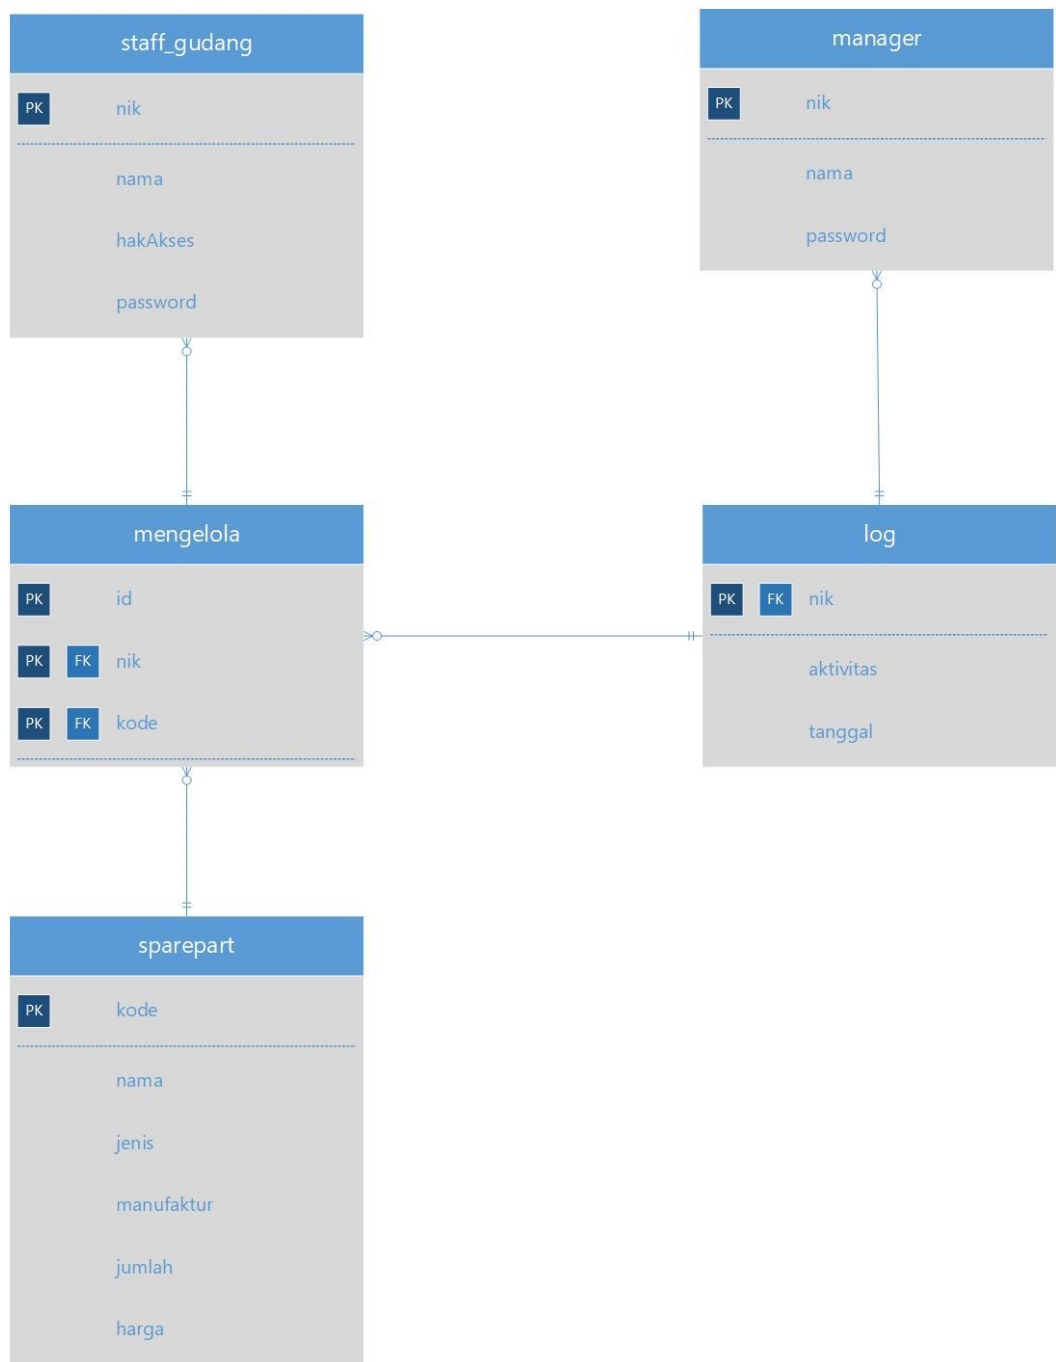 staff_gudang
PK nik
nama
hakAkses
password
manager
PK nik
nama
password
mengelola
PK id
PK FK nik
PK FK kode
log
PK FK nik
aktivitas
tanggal
sparepart
PK kode
nama
jenis
manufaktur
jumlah
harga